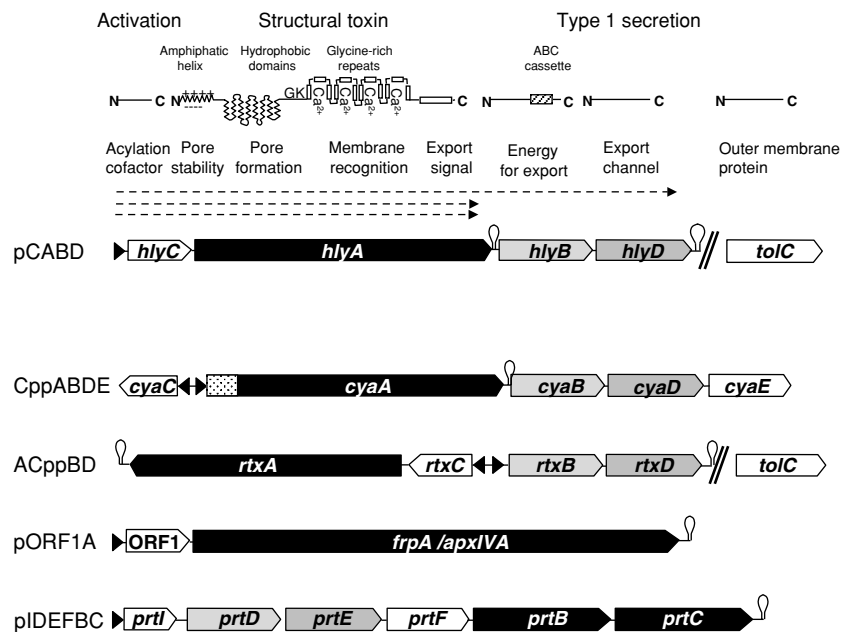 Activation Structural toxin Type 1 secretion
Amphiphatic helix Hydrophobic domains Glycine-rich repeats ABC cassette
N C N GK Ca2+ Ca2+ Ca2+ Ca2+ C N C N C N C
++++
----
Acylation cofactor Pore stability Pore formation Membrane recognition Export signal Energy for export Export channel Outer membrane protein
pCABD hlyC hlyA hlyB hlyD tolC
CppABDE cyaC cyaA cyaB cyaD cyaE
ACppBD rtxA rtxC rtxB rtxD tolC
pORF1A ORF1 frpA /apxIVA
pIDEFBC prtI prtD prtE prtF prtB prtC